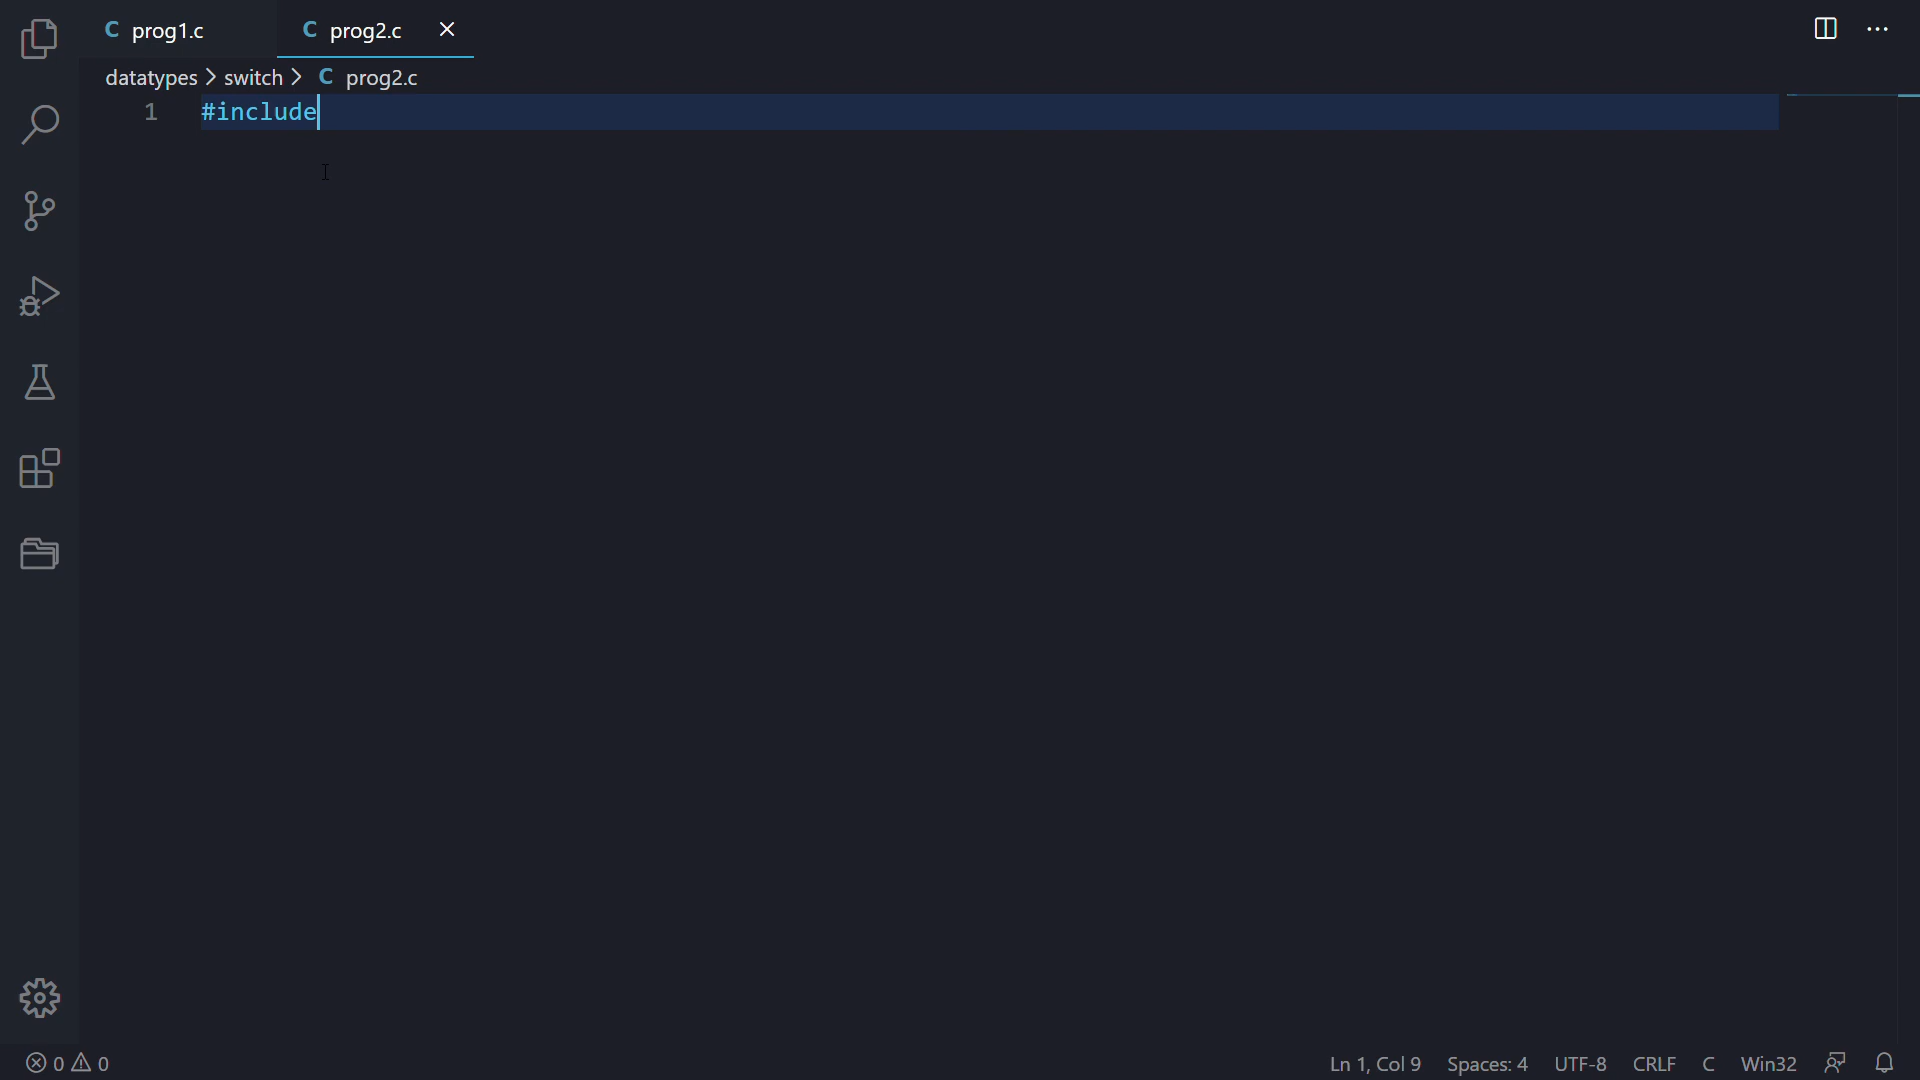 C prog1.c
C prog2.c
datatypes > switch > C prog2.c
1 #include
0 0
Ln 1, Col 9 Spaces: 4 UTF-8 CRLF C Win32